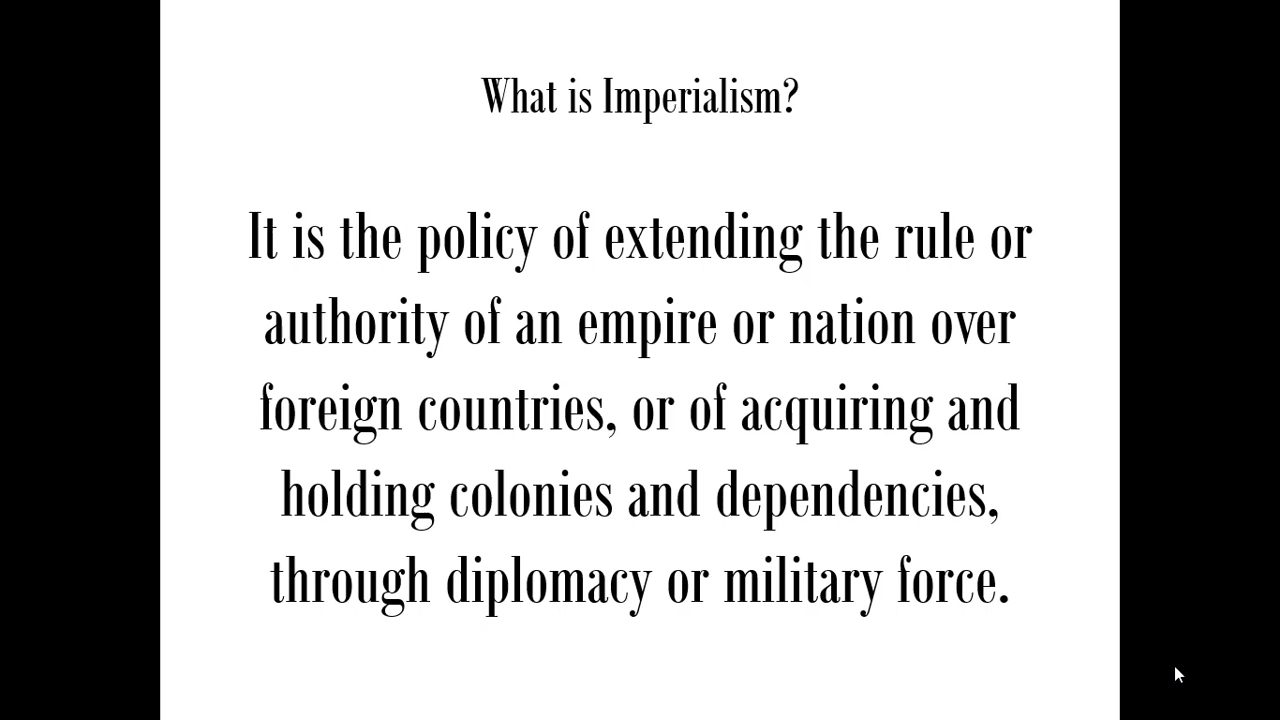 What is Imperialism?
It is the policy of extending the rule or
authority of an empire or nation over
foreign countries, or of acquiring and
holding colonies and dependencies,
through diplomacy or military force.